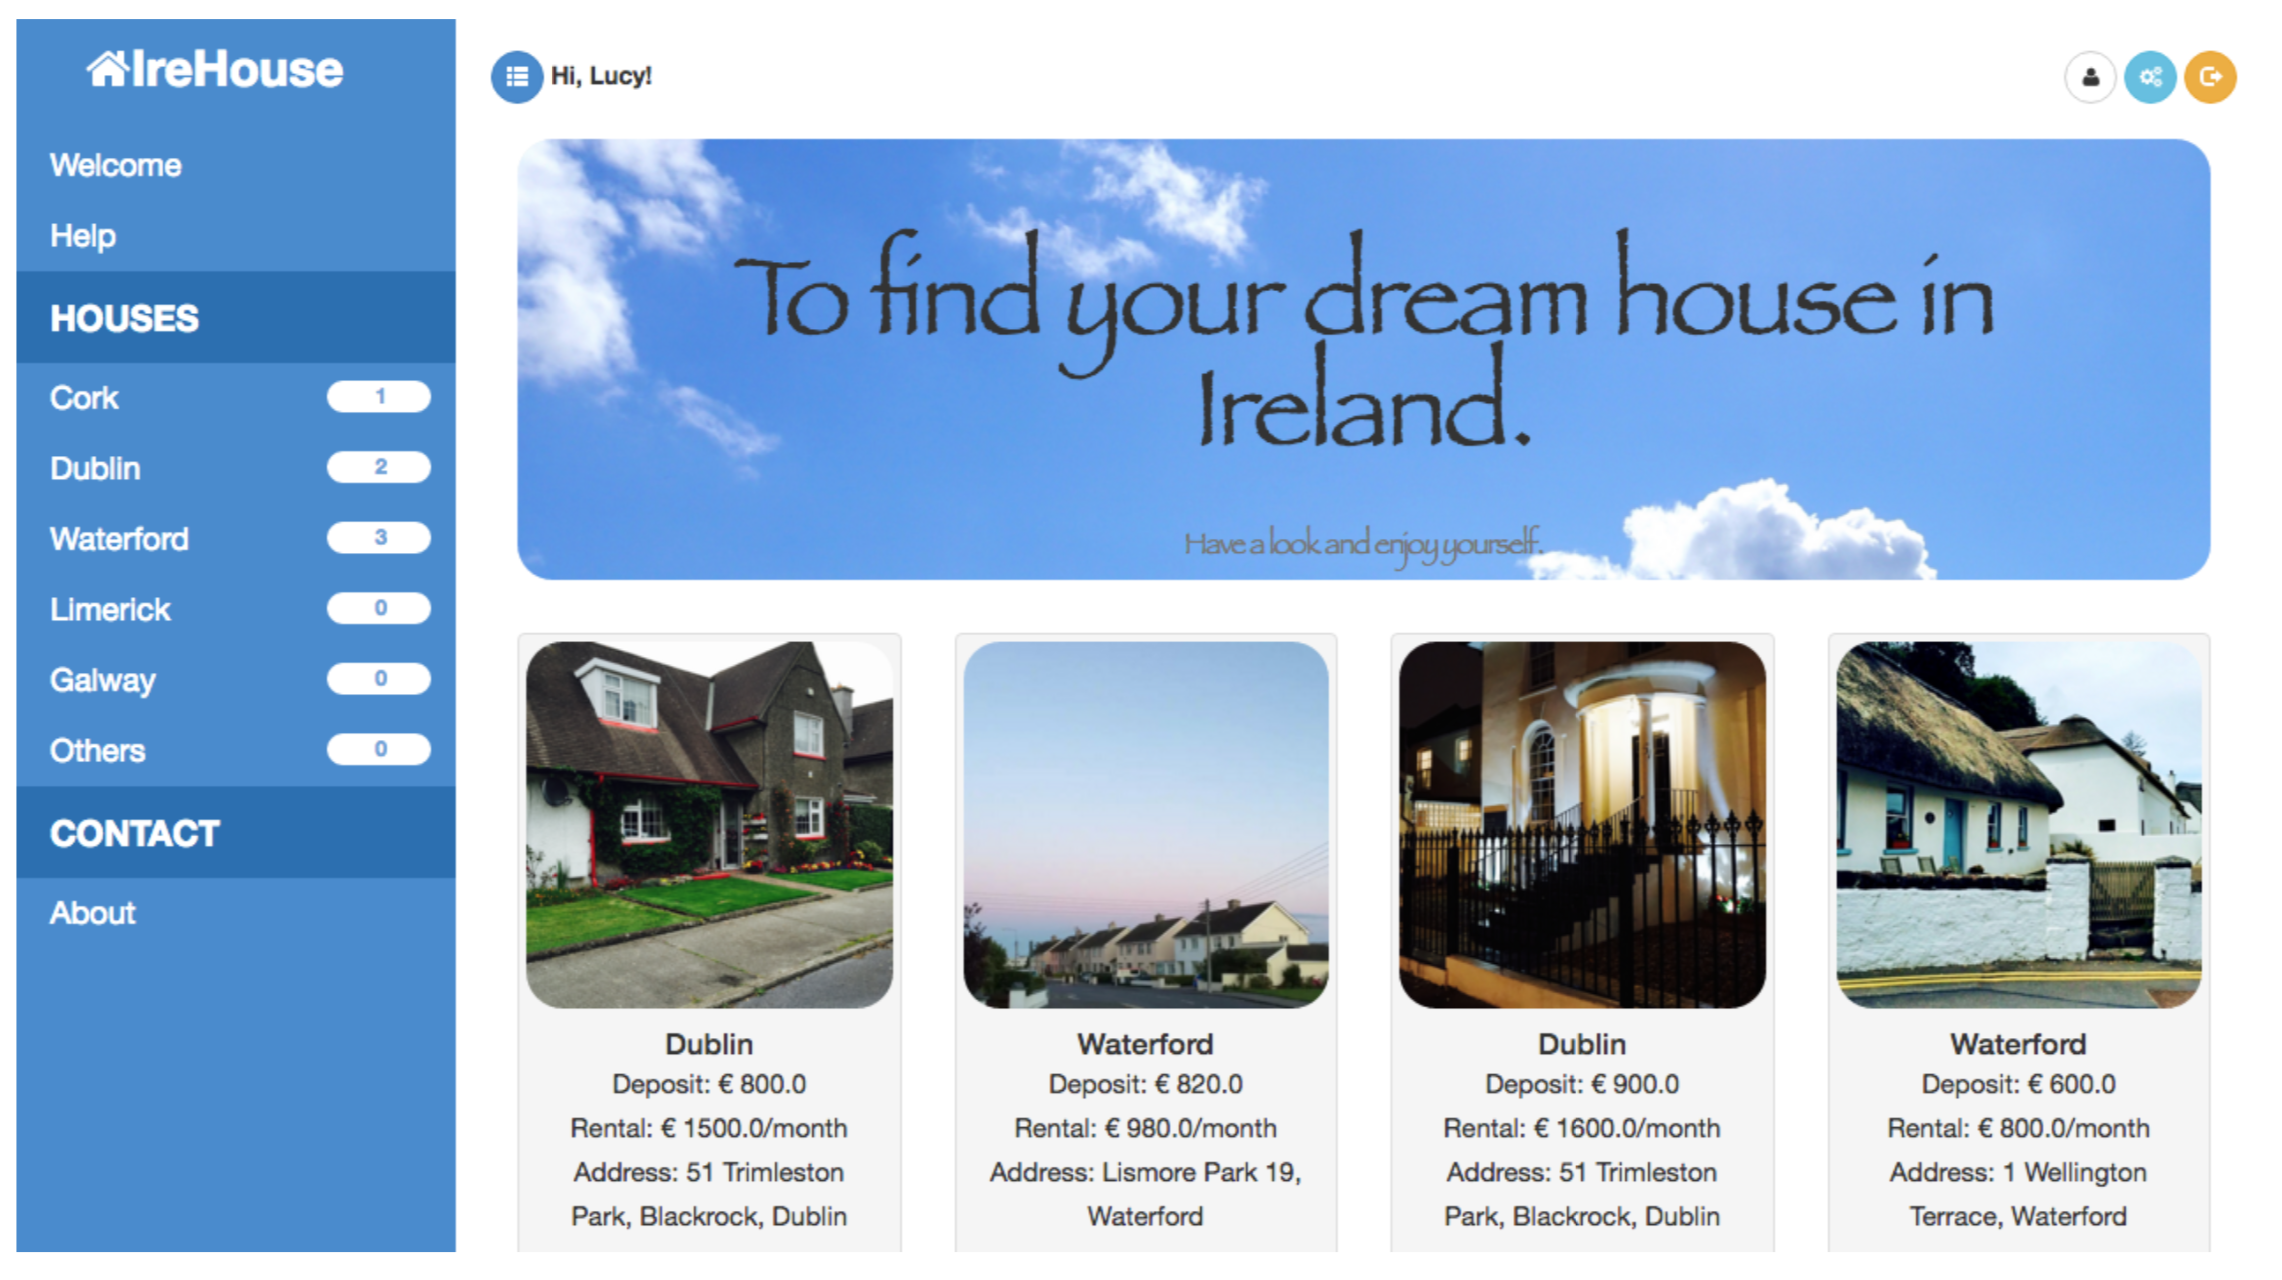 IreHouse
Welcome
Help
HOUSES
Cork 1
Dublin 2
Waterford 3
Limerick 0
Galway 0
Others 0
CONTACT
About
Hi, Lucy!
To find your dream house in
Ireland.
Have a look and enjoy yourself.
Dublin
Deposit: € 800.0
Rental: € 1500.0/month
Address: 51 Trimleston
Park, Blackrock, Dublin
Waterford
Deposit: € 820.0
Rental: € 980.0/month
Address: Lismore Park 19,
Waterford
Dublin
Deposit: € 900.0
Rental: € 1600.0/month
Address: 51 Trimleston
Park, Blackrock, Dublin
Waterford
Deposit: € 600.0
Rental: € 800.0/month
Address: 1 Wellington
Terrace, Waterford